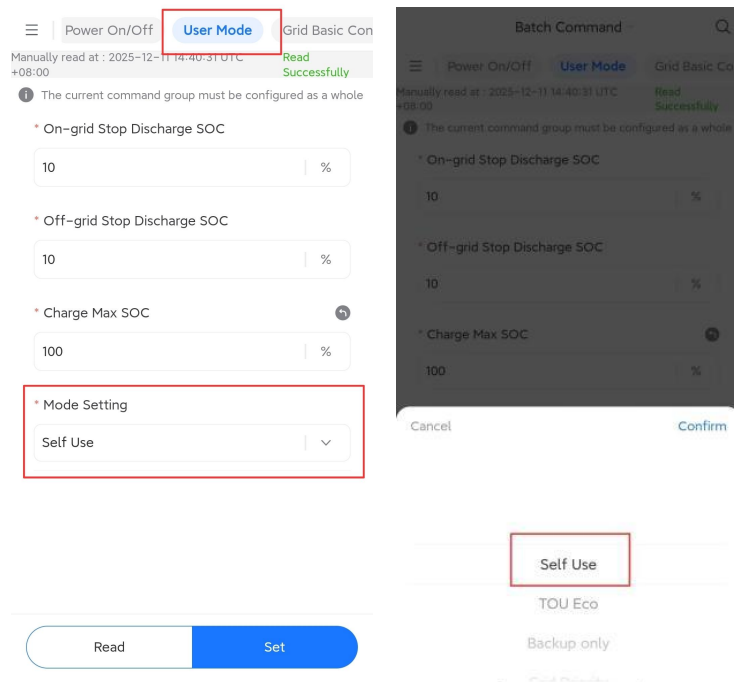 Power On/Off
User Mode
Grid Basic Con
Manually read at : 2025-12-11 14:40:31 UTC
+08:00
Read
Successfully
The current command group must be configured as a whole
* On-grid Stop Discharge SOC
10 %
* Off-grid Stop Discharge SOC
10 %
* Charge Max SOC
100 %
* Mode Setting
Self Use
Read
Set
Batch Command
Power On/Off
User Mode
Grid Basic Co
Manually read at : 2025-12-11 14:40:31 UTC
+08:00
Read
Successfully
The current command group must be configured as a whole
* On-grid Stop Discharge SOC
10 %
* Off-grid Stop Discharge SOC
10 %
* Charge Max SOC
100 %
Cancel
Confirm
Self Use
TOU Eco
Backup only